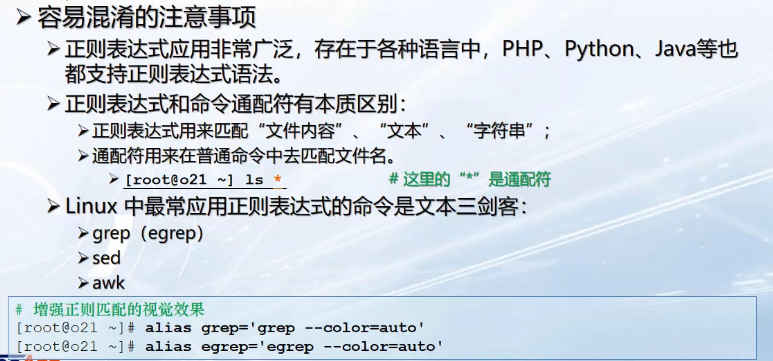 容易混淆的注意事项
正则表达式应用非常广泛，存在于各种语言中，PHP、Python、Java等也
都支持正则表达式语法。
正则表达式和命令通配符有本质区别：
正则表达式用来匹配“文件内容”、“文本”、“字符串”；
通配符用来在普通命令中去匹配文件名。
[root@o21 ~] ls * # 这里的“*”是通配符
Linux 中最常应用正则表达式的命令是文本三剑客：
grep（egrep）
sed
awk
# 增强正则匹配的视觉效果
[root@o21 ~]# alias grep='grep --color=auto'
[root@o21 ~]# alias egrep='egrep --color=auto'